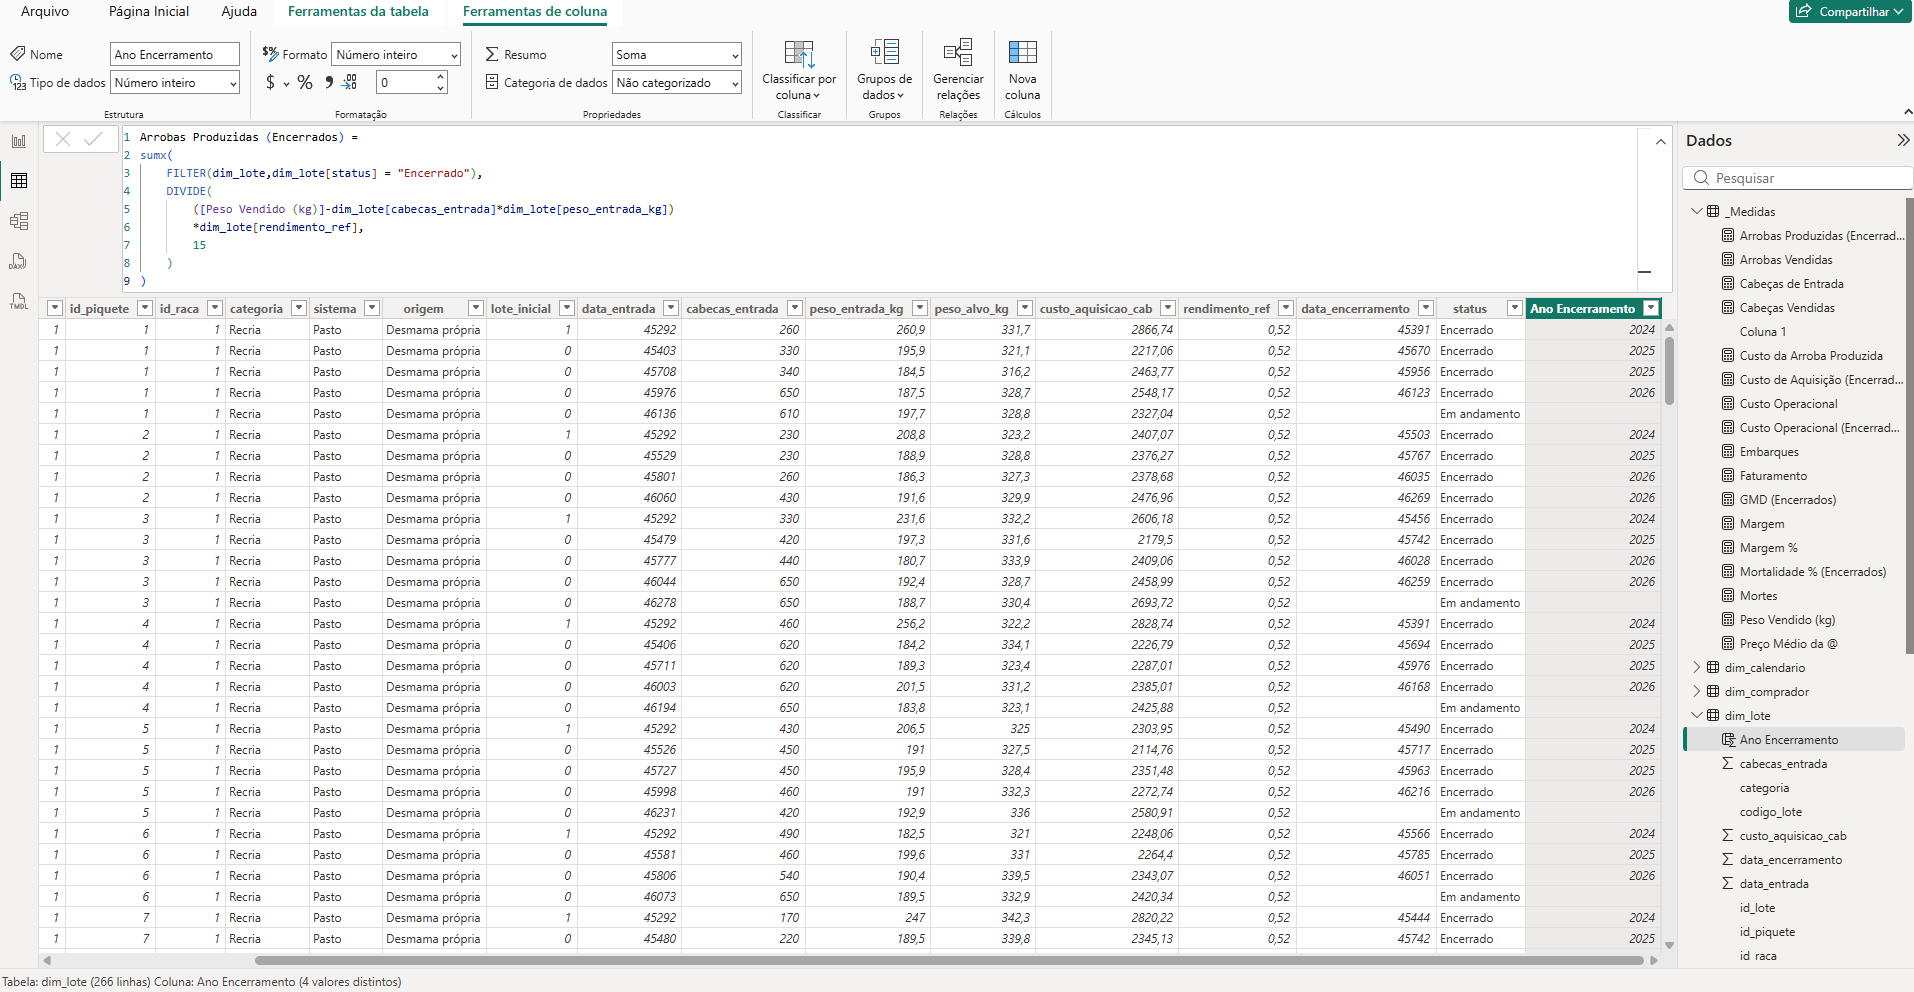 Arquivo Página Inicial Ajuda Ferramentas da tabela Ferramentas de coluna Compartilhar
Nome Ano Encerramento Formato Número inteiro Resumo Soma
Tipo de dados Número inteiro $ % 0 Categoria de dados Não categorizado
Classificar por coluna Grupos de dados Gerenciar relações Nova coluna
Estrutura Formatação Propriedades Classificar Grupos Relações Cálculos
1 Arrobas Produzidas (Encerrados) =
2 sumx(
3 FILTER(dim_lote,dim_lote[status] = "Encerrado"),
4 DIVIDE(
5 ([Peso Vendido (kg)]-dim_lote[cabecas_entrada]*dim_lote[peso_entrada_kg])
6 *dim_lote[rendimento_ref],
7 15
8 )
9 )
id_piquete id_raca categoria sistema origem lote_inicial data_entrada cabecas_entrada peso_entrada_kg peso_alvo_kg custo_aquisicao_cab rendimento_ref data_encerramento status Ano Encerramento
1 1 1 Recria Pasto Desmama própria 1 45292 260 260,9 331,7 2866,74 0,52 45391 Encerrado 2024
1 1 1 Recria Pasto Desmama própria 0 45403 330 195,9 321,1 2217,06 0,52 45670 Encerrado 2025
1 1 1 Recria Pasto Desmama própria 0 45708 340 184,5 316,2 2463,77 0,52 45956 Encerrado 2025
1 1 1 Recria Pasto Desmama própria 0 45976 650 187,5 328,7 2548,17 0,52 46123 Encerrado 2026
1 1 1 Recria Pasto Desmama própria 0 46136 610 197,7 328,8 2327,04 0,52 Em andamento
1 2 1 Recria Pasto Desmama própria 1 45292 230 208,8 323,2 2407,07 0,52 45503 Encerrado 2024
1 2 1 Recria Pasto Desmama própria 0 45529 230 188,9 328,8 2376,27 0,52 45767 Encerrado 2025
1 2 1 Recria Pasto Desmama própria 0 45801 260 186,3 327,3 2378,68 0,52 46035 Encerrado 2026
1 2 1 Recria Pasto Desmama própria 0 46060 430 191,6 329,9 2476,96 0,52 46269 Encerrado 2026
1 3 1 Recria Pasto Desmama própria 1 45292 330 231,6 332,2 2606,18 0,52 45456 Encerrado 2024
1 3 1 Recria Pasto Desmama própria 0 45479 420 197,3 331,6 2179,5 0,52 45742 Encerrado 2025
1 3 1 Recria Pasto Desmama própria 0 45777 440 180,7 333,9 2409,06 0,52 46028 Encerrado 2026
1 3 1 Recria Pasto Desmama própria 0 46044 650 192,4 328,7 2458,99 0,52 46259 Encerrado 2026
1 3 1 Recria Pasto Desmama própria 0 46278 650 188,7 330,4 2693,72 0,52 Em andamento
1 4 1 Recria Pasto Desmama própria 1 45292 460 256,2 322,2 2828,74 0,52 45391 Encerrado 2024
1 4 1 Recria Pasto Desmama própria 0 45406 620 184,2 334,1 2226,79 0,52 45694 Encerrado 2025
1 4 1 Recria Pasto Desmama própria 0 45711 620 189,3 323,4 2287,01 0,52 45976 Encerrado 2025
1 4 1 Recria Pasto Desmama própria 0 46003 620 201,5 331,2 2385,01 0,52 46168 Encerrado 2026
1 4 1 Recria Pasto Desmama própria 0 46194 650 183,8 323,1 2425,88 0,52 Em andamento
1 5 1 Recria Pasto Desmama própria 1 45292 430 206,5 325 2303,95 0,52 45490 Encerrado 2024
1 5 1 Recria Pasto Desmama própria 0 45526 450 191 327,5 2114,76 0,52 45717 Encerrado 2025
1 5 1 Recria Pasto Desmama própria 0 45727 450 195,9 328,4 2351,48 0,52 45963 Encerrado 2025
1 5 1 Recria Pasto Desmama própria 0 45998 460 191 332,3 2272,74 0,52 46216 Encerrado 2026
1 5 1 Recria Pasto Desmama própria 0 46231 420 192,9 336 2580,91 0,52 Em andamento
1 6 1 Recria Pasto Desmama própria 1 45292 490 182,5 321 2248,06 0,52 45566 Encerrado 2024
1 6 1 Recria Pasto Desmama própria 0 45581 460 199,6 331 2264,4 0,52 45785 Encerrado 2025
1 6 1 Recria Pasto Desmama própria 0 45806 540 190,4 339,5 2343,07 0,52 46051 Encerrado 2026
1 6 1 Recria Pasto Desmama própria 0 46073 650 189,5 332,9 2420,34 0,52 Em andamento
1 7 1 Recria Pasto Desmama própria 1 45292 170 247 342,3 2820,22 0,52 45444 Encerrado 2024
1 7 1 Recria Pasto Desmama própria 0 45480 220 189,5 339,8 2345,13 0,52 45742 Encerrado 2025
Dados
Pesquisar
_Medidas
Arrobas Produzidas (Encerrad...
Arrobas Vendidas
Cabeças de Entrada
Cabeças Vendidas
Coluna 1
Custo da Arroba Produzida
Custo de Aquisição (Encerrad...
Custo Operacional
Custo Operacional (Encerrad...
Embarques
Faturamento
GMD (Encerrados)
Margem
Margem %
Mortalidade % (Encerrados)
Mortes
Peso Vendido (kg)
Preço Médio da @
dim_calendario
dim_comprador
dim_lote
Ano Encerramento
cabecas_entrada
categoria
codigo_lote
custo_aquisicao_cab
data_encerramento
data_entrada
id_lote
id_piquete
id_raca
Tabela: dim_lote (266 linhas) Coluna: Ano Encerramento (4 valores distintos)